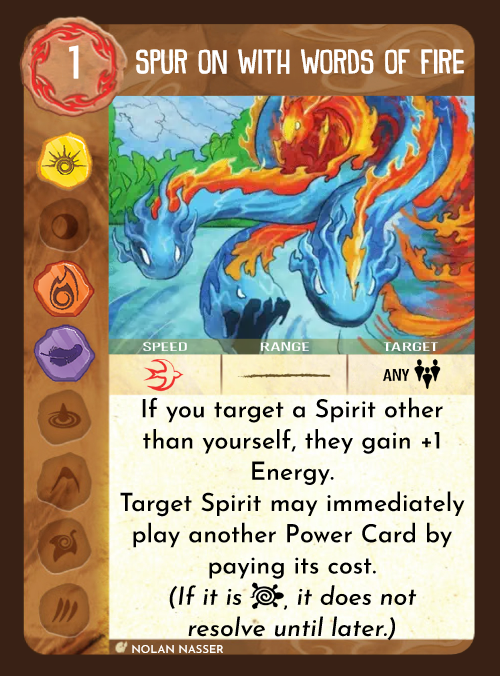 1
SPUR ON WITH WORDS OF FIRE
SPEED RANGE TARGET
ANY
If you target a Spirit other
than yourself, they gain +1
Energy.
Target Spirit may immediately
play another Power Card by
paying its cost.
(If it is , it does not
resolve until later.)
NOLAN NASSER